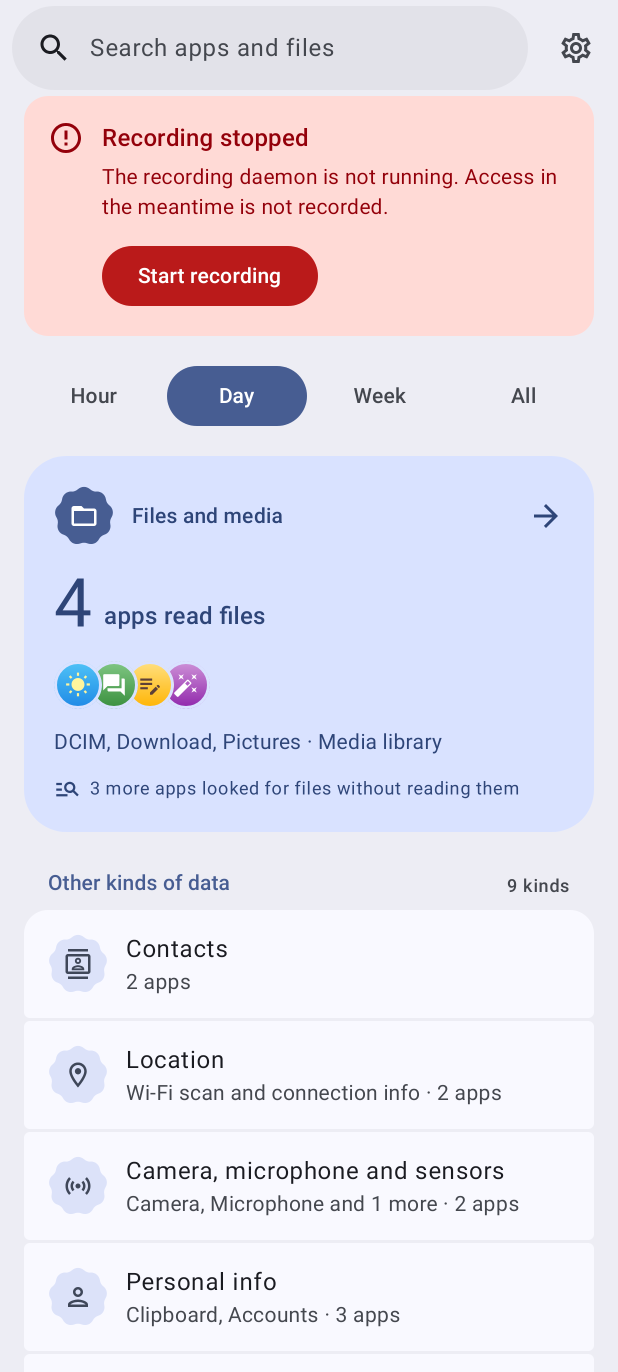 Search apps and files
Recording stopped
The recording daemon is not running. Access in
the meantime is not recorded.
Start recording
Hour
Day
Week
All
Files and media
4 apps read files
DCIM, Download, Pictures · Media library
3 more apps looked for files without reading them
Other kinds of data
9 kinds
Contacts
2 apps
Location
Wi-Fi scan and connection info · 2 apps
Camera, microphone and sensors
Camera, Microphone and 1 more · 2 apps
Personal info
Clipboard, Accounts · 3 apps